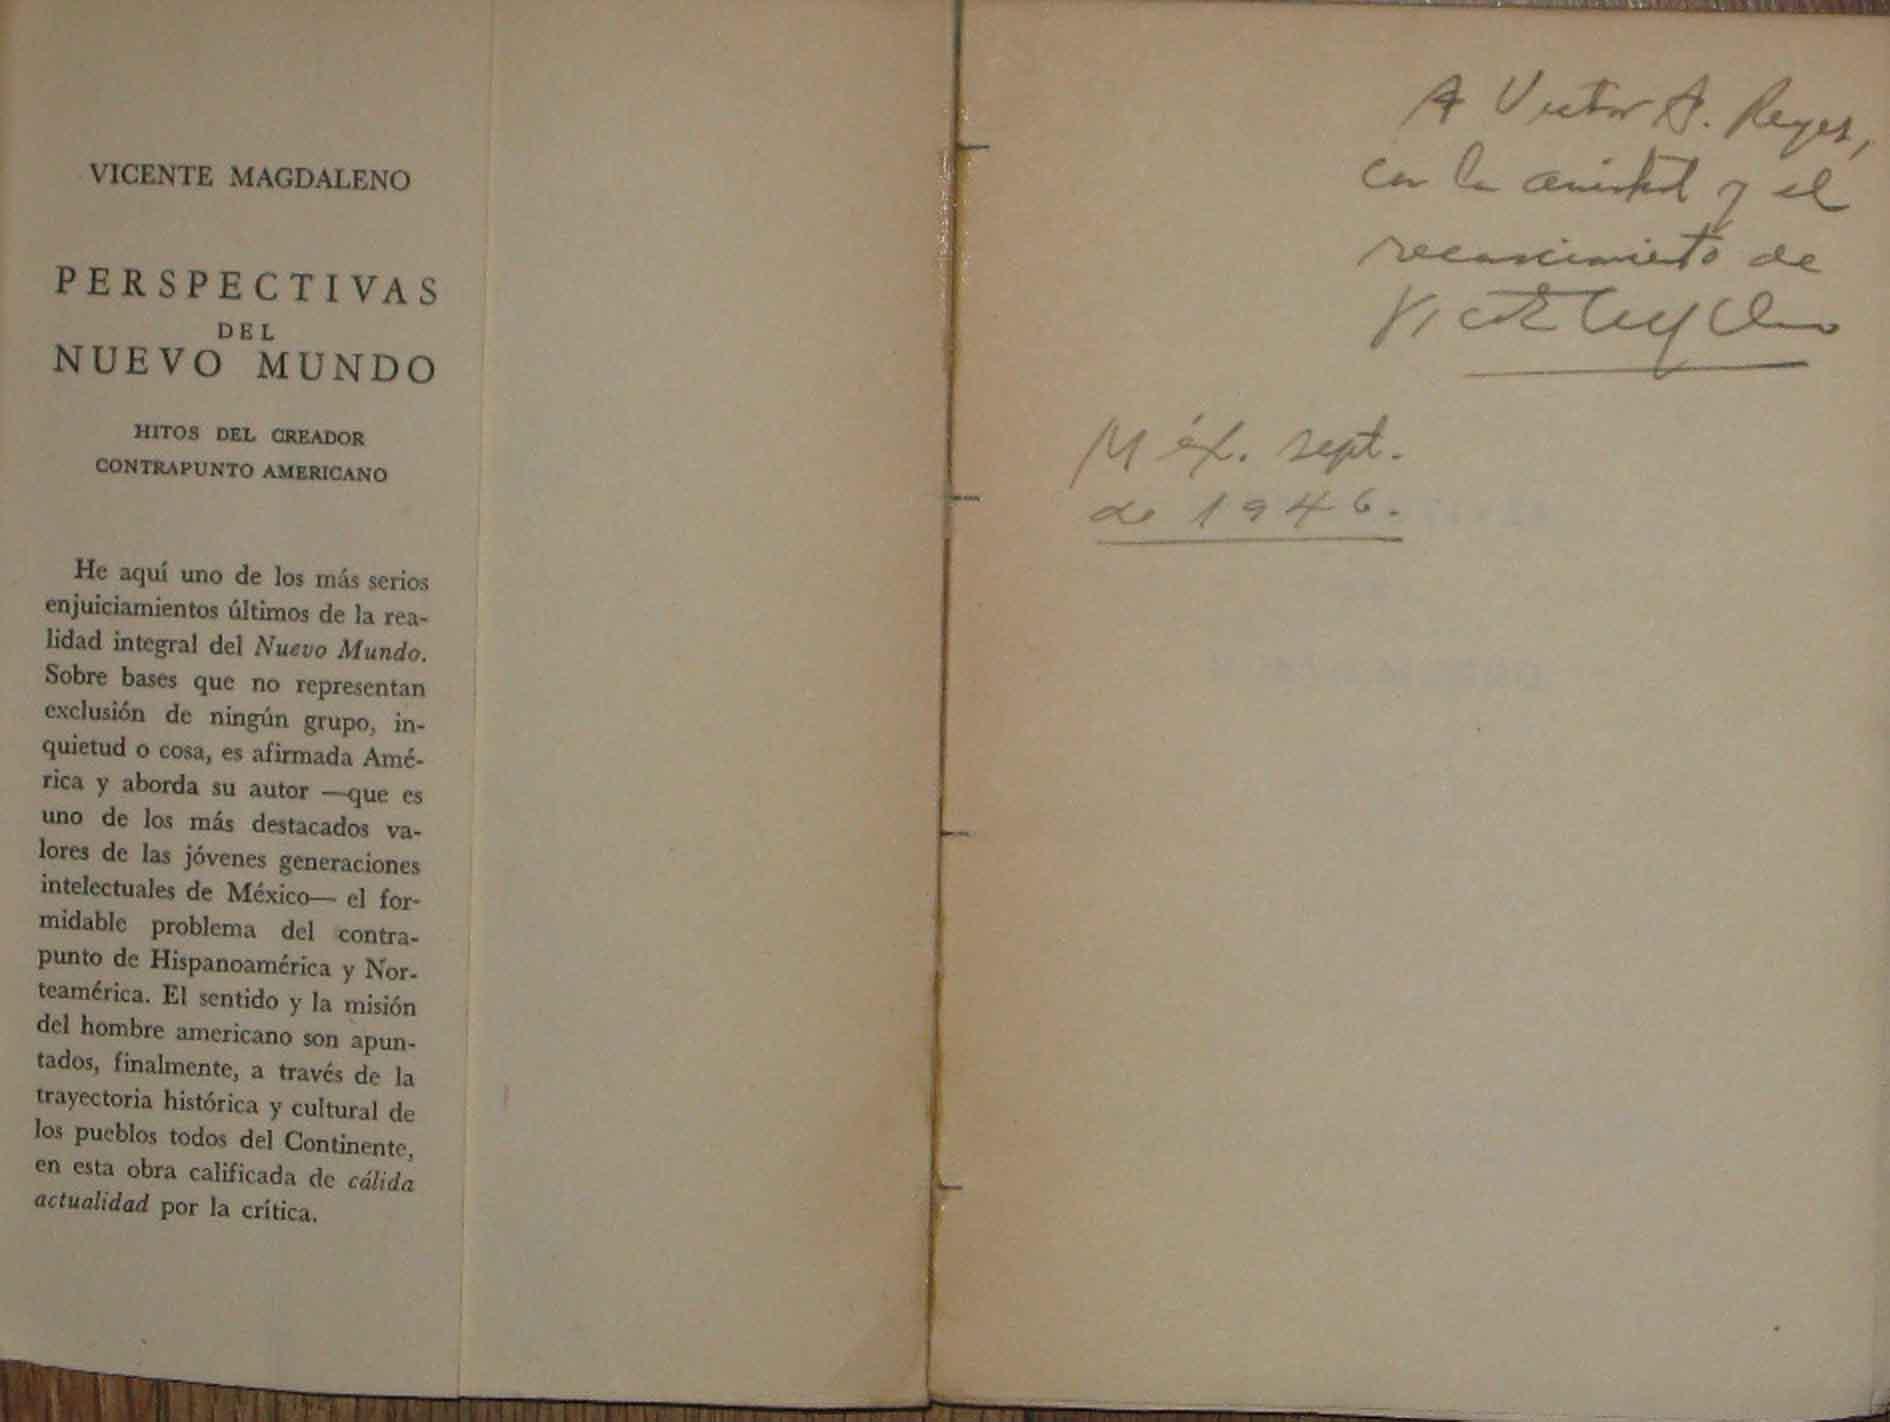 VICENTE MAGDALENO
PERSPECTIVAS
DEL
NUEVO MUNDO
HITOS DEL CREADOR
CONTRAPUNTO AMERICANO
He aquí uno de los más serios
enjuiciamientos últimos de la rea-
lidad integral del Nuevo Mundo.
Sobre bases que no representan
exclusión de ningún grupo, in-
quietud o cosa, es afirmada Amé-
rica y aborda su autor —que es
uno de los más destacados va-
lores de las jóvenes generaciones
intelectuales de México— el for-
midable problema del contra-
punto de Hispanoamérica y Nor-
teamérica. El sentido y la misión
del hombre americano son apun-
tados, finalmente, a través de la
trayectoria histórica y cultural de
los pueblos todos del Continente,
en esta obra calificada de cálida
actualidad por la crítica.
A Victor A. Reyes,
con la amistad y el
reconocimiento de
Méx. sept.
de 1946.